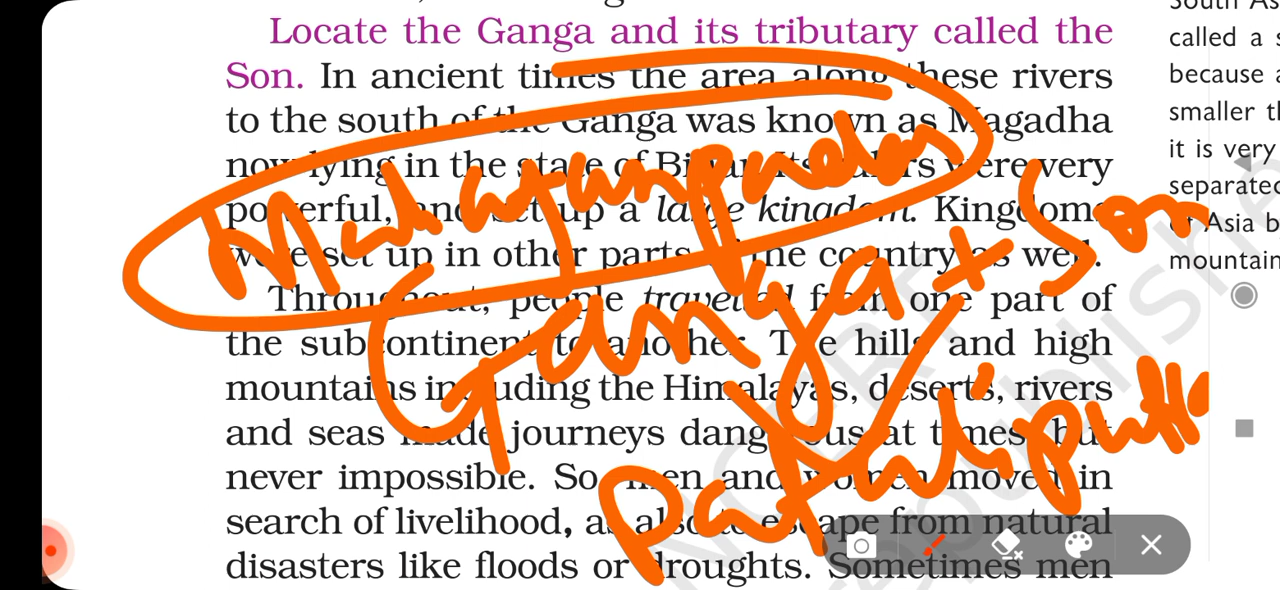 Locate the Ganga and its tributary called the
Son. In ancient times the area along these rivers
to the south of the Ganga was known as Magadha
now lying in the state of Bihar. Its rulers were very
powerful, and set up a large kingdom. Kingdoms
were set up in other parts of the country as well.
Throughout, people travelled from one part of
the subcontinent to another. The hills and high
mountains including the Himalayas, deserts, rivers
and seas made journeys dangerous at times, but
never impossible. So, men and women moved in
search of livelihood, as also to escape from natural
disasters like floods or droughts. Sometimes men
South As
called a s
because a
smaller th
it is very
separated
of Asia b
mountain
Mahajanpadas
Ganga + Son
Patliputra